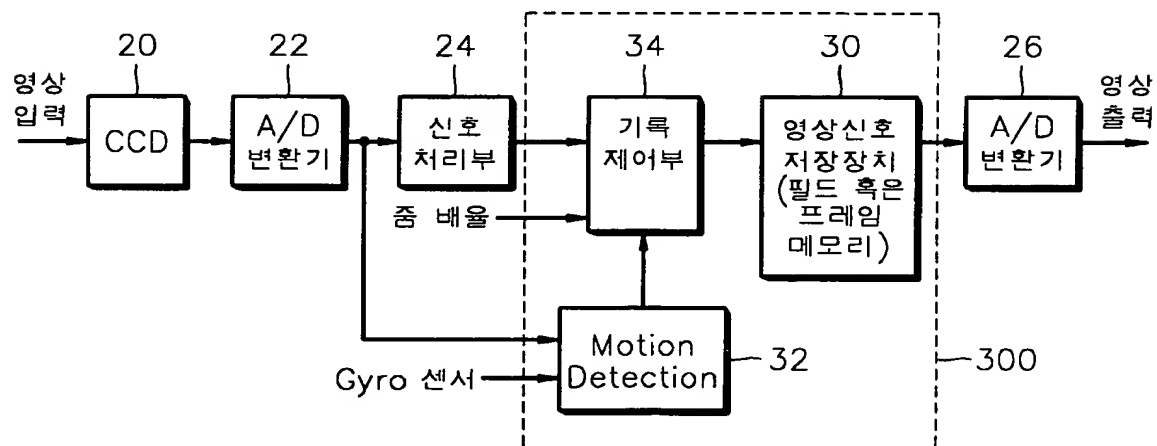 20
22
24
34
30
26
영상
입력
CCD
A/D
변환기
신호
처리부
기록
제어부
영상신호
저장장치
(필드 혹은
프레임
메모리)
A/D
변환기
영상
출력
줌 배율
Motion
Detection
32
300
Gyro 센서